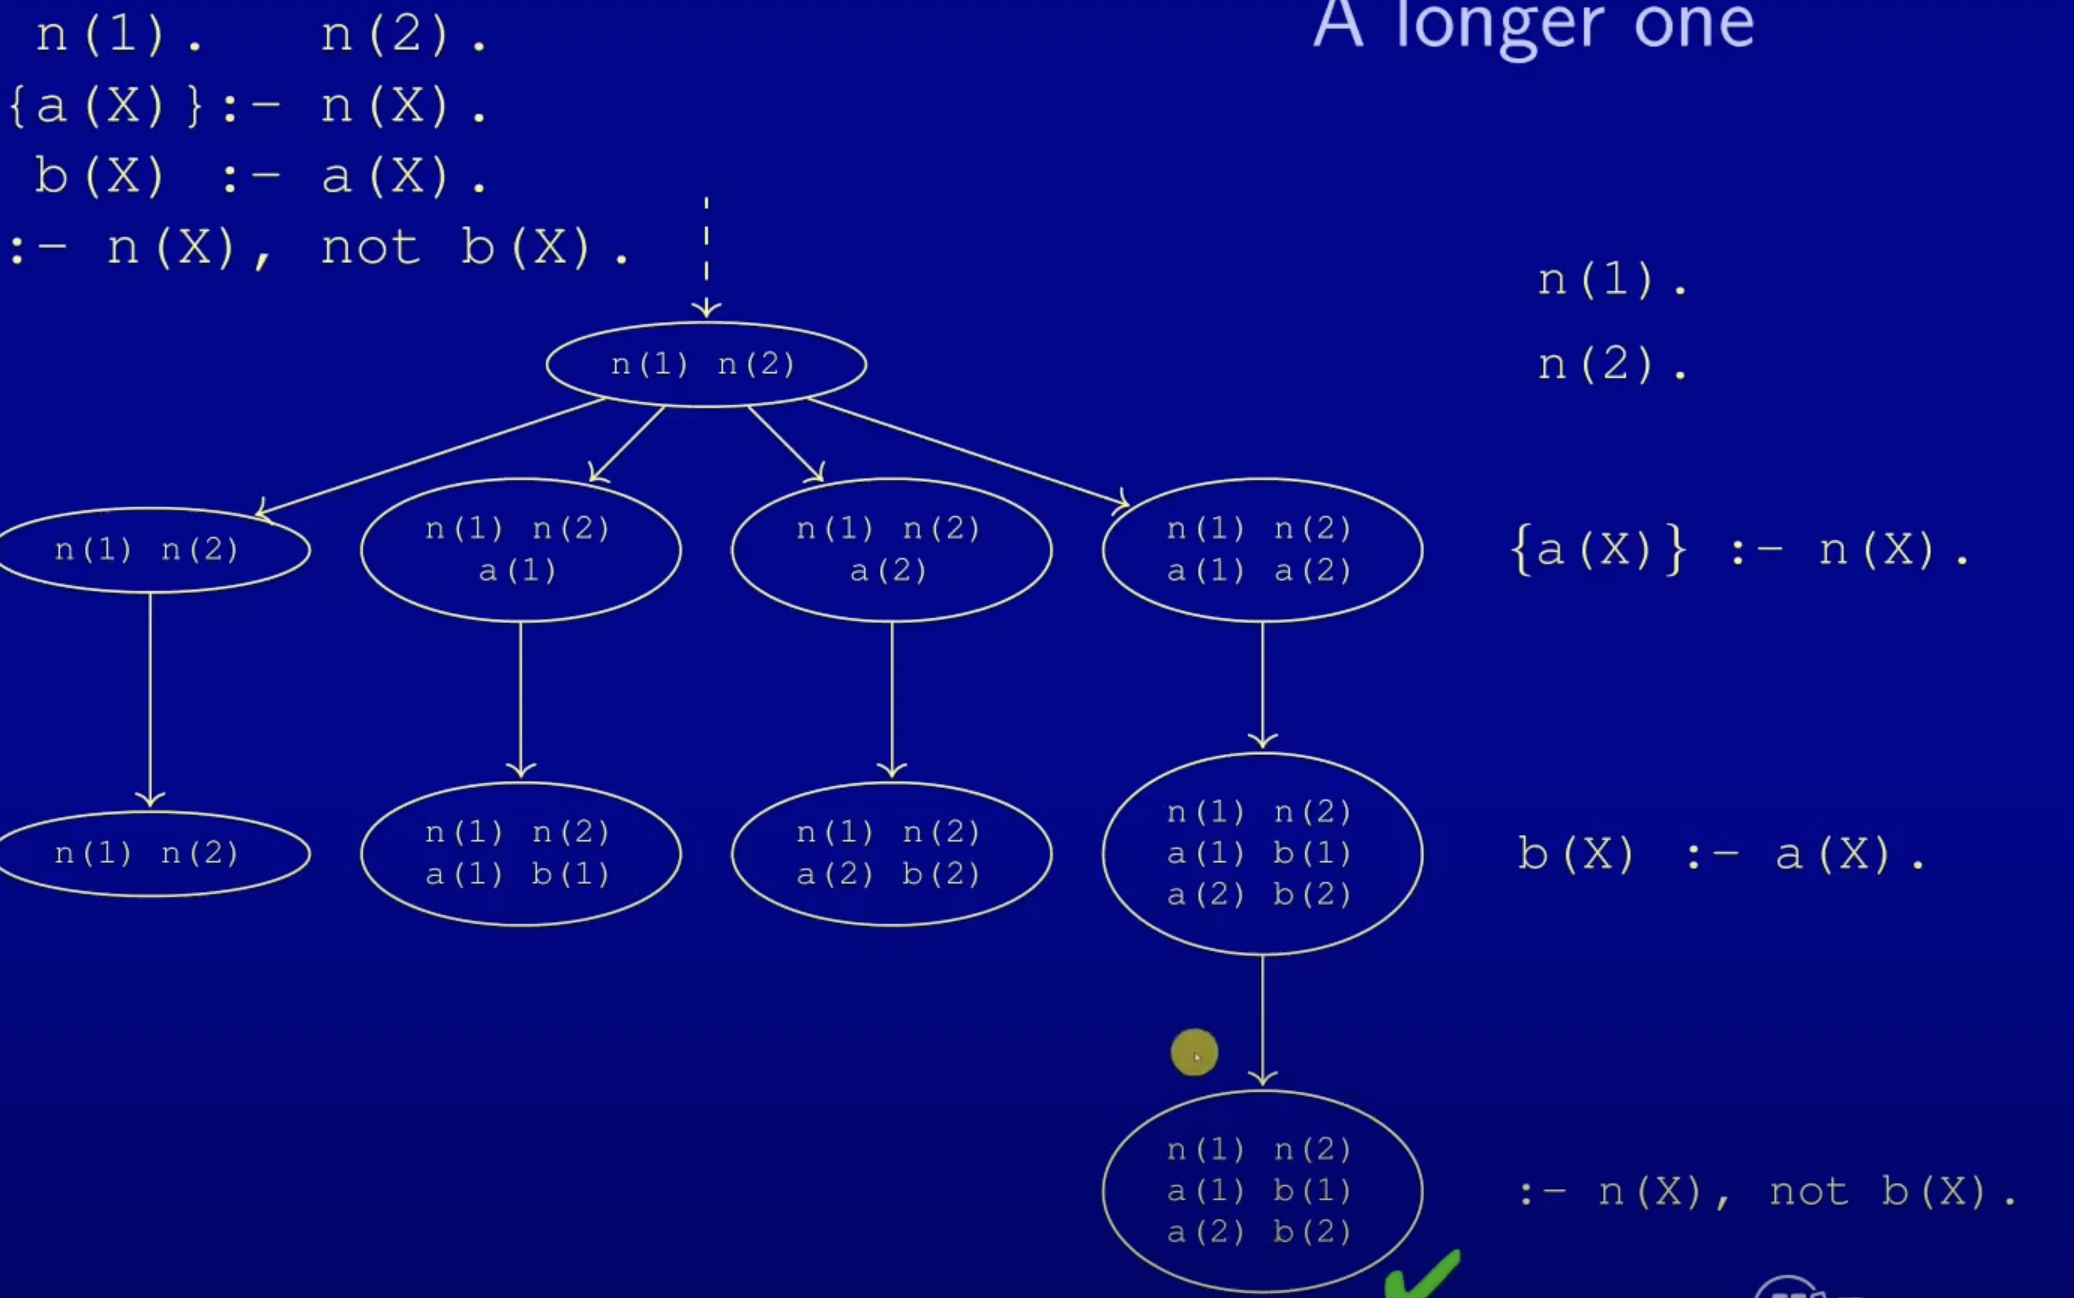 A longer one
n(1). n(2).
{a(X)}:- n(X).
b(X) :- a(X).
:- n(X), not b(X).
n(1).
n(2).
n(1) n(2)
n(1) n(2)
n(1) n(2)
a(1)
n(1) n(2)
a(2)
n(1) n(2)
a(1) a(2)
{a(X)} :- n(X).
n(1) n(2)
n(1) n(2)
a(1) b(1)
n(1) n(2)
a(2) b(2)
n(1) n(2)
a(1) b(1)
a(2) b(2)
b(X) :- a(X).
n(1) n(2)
a(1) b(1)
a(2) b(2)
:- n(X), not b(X).